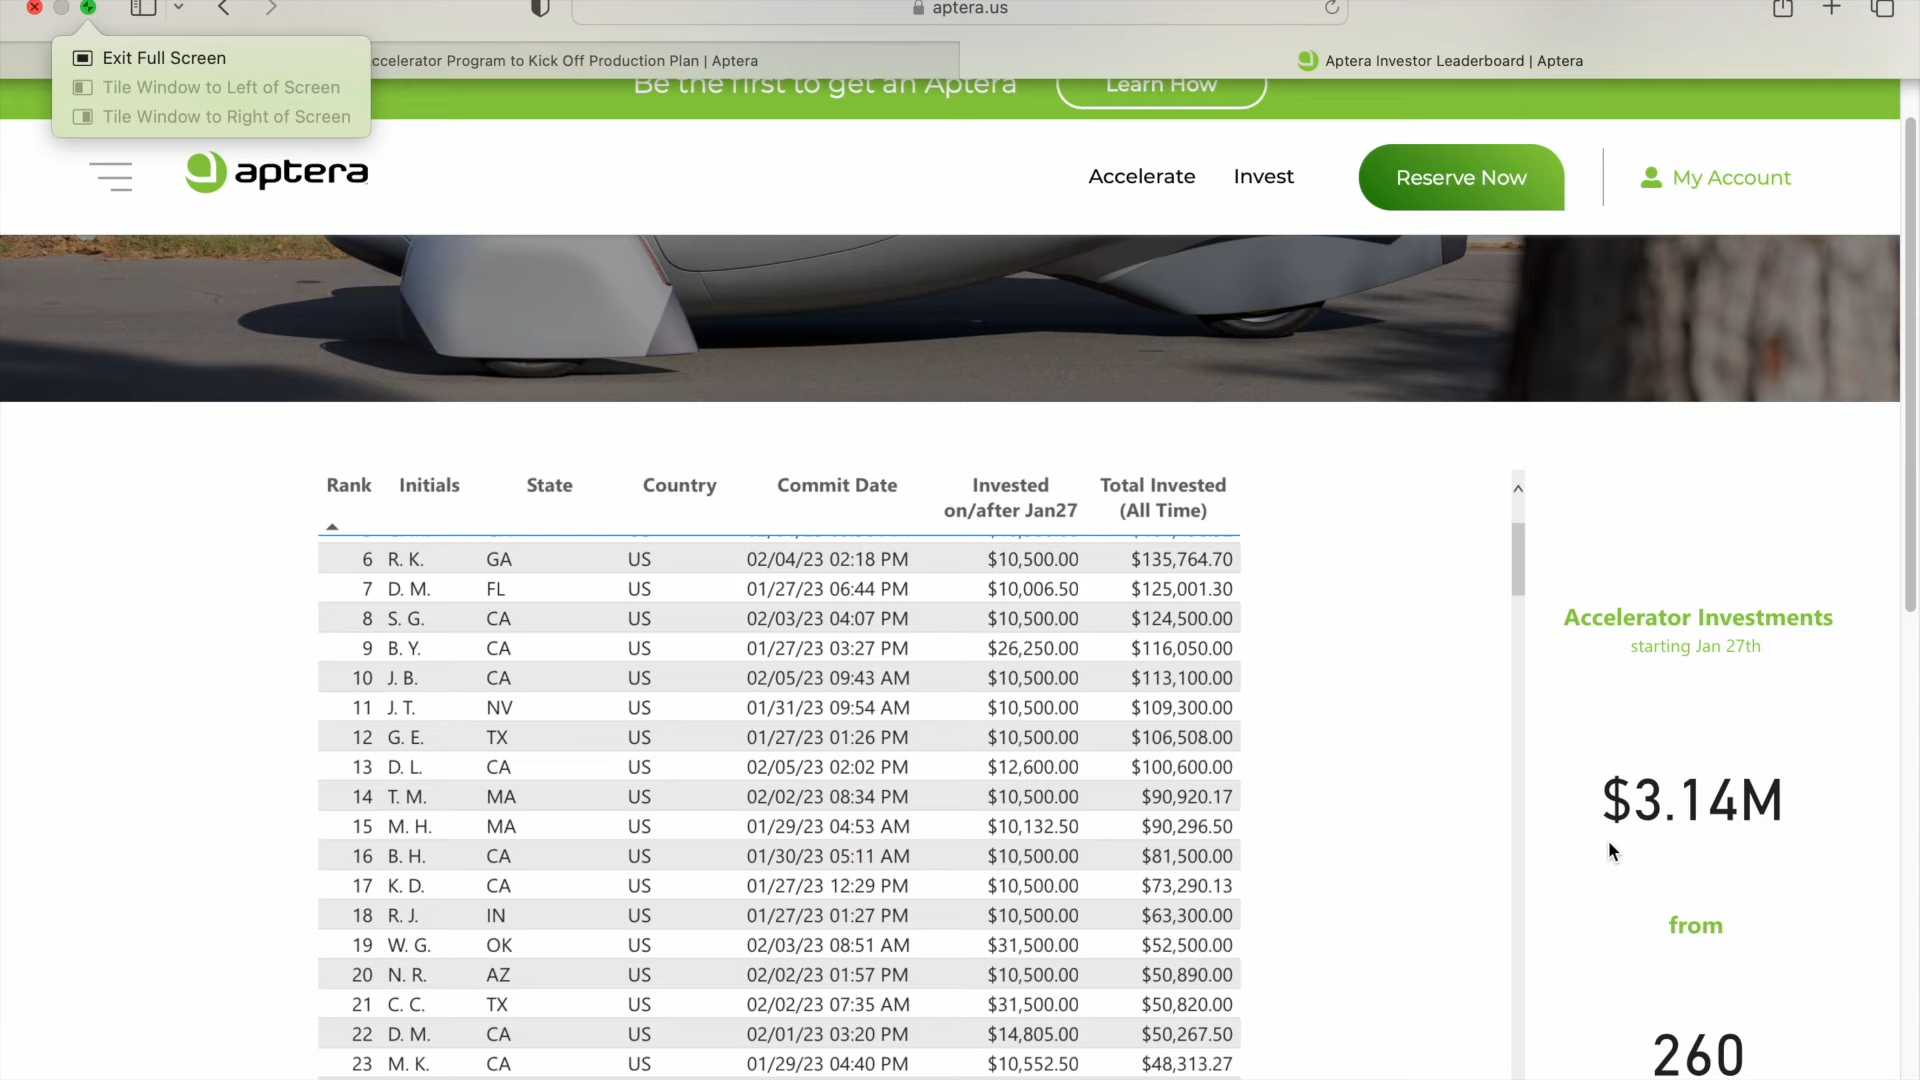 aptera.us
Exit Full Screen
Tile Window to Left of Screen
Tile Window to Right of Screen
ccelerator Program to Kick Off Production Plan | Aptera
Aptera Investor Leaderboard | Aptera
Be the first to get an Aptera
Learn How
aptera
Accelerate
Invest
Reserve Now
My Account
Rank Initials State Country Commit Date Invested on/after Jan27 Total Invested (All Time)
6 R. K. GA US 02/04/23 02:18 PM $10,500.00 $135,764.70
7 D. M. FL US 01/27/23 06:44 PM $10,006.50 $125,001.30
8 S. G. CA US 02/03/23 04:07 PM $10,500.00 $124,500.00
9 B. Y. CA US 01/27/23 03:27 PM $26,250.00 $116,050.00
10 J. B. CA US 02/05/23 09:43 AM $10,500.00 $113,100.00
11 J. T. NV US 01/31/23 09:54 AM $10,500.00 $109,300.00
12 G. E. TX US 01/27/23 01:26 PM $10,500.00 $106,508.00
13 D. L. CA US 02/05/23 02:02 PM $12,600.00 $100,600.00
14 T. M. MA US 02/02/23 08:34 PM $10,500.00 $90,920.17
15 M. H. MA US 01/29/23 04:53 AM $10,132.50 $90,296.50
16 B. H. CA US 01/30/23 05:11 AM $10,500.00 $81,500.00
17 K. D. CA US 01/27/23 12:29 PM $10,500.00 $73,290.13
18 R. J. IN US 01/27/23 01:27 PM $10,500.00 $63,300.00
19 W. G. OK US 02/03/23 08:51 AM $31,500.00 $52,500.00
20 N. R. AZ US 02/02/23 01:57 PM $10,500.00 $50,890.00
21 C. C. TX US 02/02/23 07:35 AM $31,500.00 $50,820.00
22 D. M. CA US 02/01/23 03:20 PM $14,805.00 $50,267.50
23 M. K. CA US 01/29/23 04:40 PM $10,552.50 $48,313.27
Accelerator Investments
starting Jan 27th
$3.14M
from
260